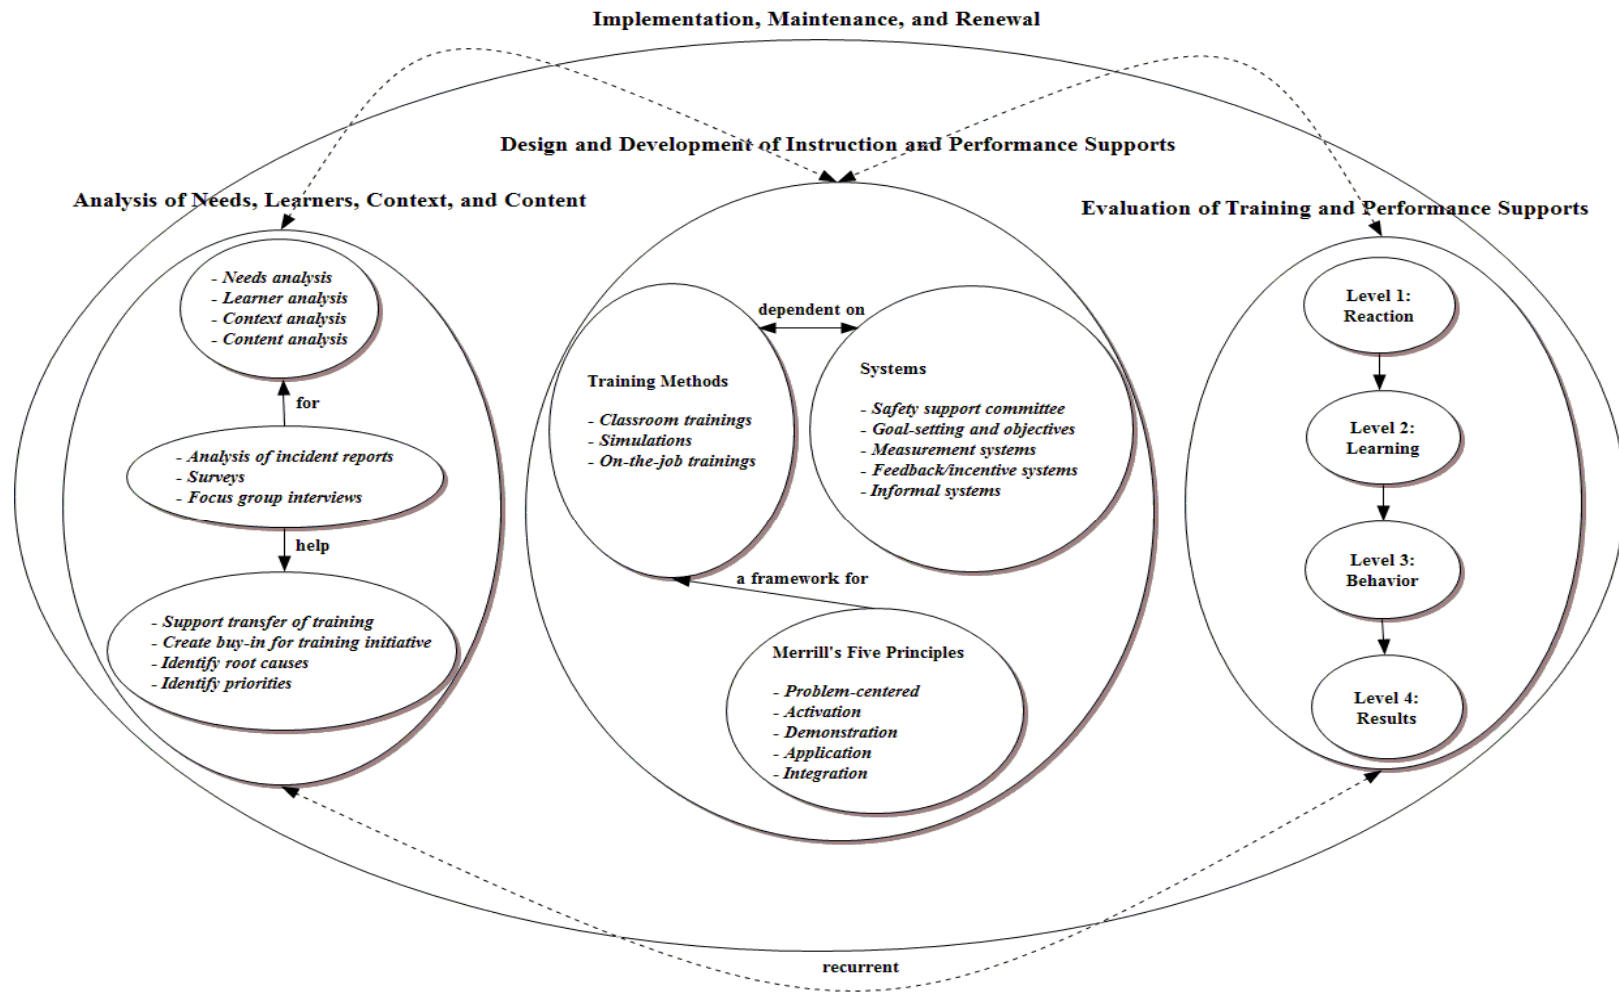 Implementation, Maintenance, and Renewal
Design and Development of Instruction and Performance Supports
Analysis of Needs, Learners, Context, and Content
Evaluation of Training and Performance Supports
- Needs analysis
- Learner analysis
- Context analysis
- Content analysis
for
- Analysis of incident reports
- Surveys
- Focus group interviews
help
- Support transfer of training
- Create buy-in for training initiative
- Identify root causes
- Identify priorities
dependent on
Training Methods
- Classroom trainings
- Simulations
- On-the-job trainings
Systems
- Safety support committee
- Goal-setting and objectives
- Measurement systems
- Feedback/incentive systems
- Informal systems
a framework for
Merrill's Five Principles
- Problem-centered
- Activation
- Demonstration
- Application
- Integration
Level 1:
Reaction
Level 2:
Learning
Level 3:
Behavior
Level 4:
Results
recurrent